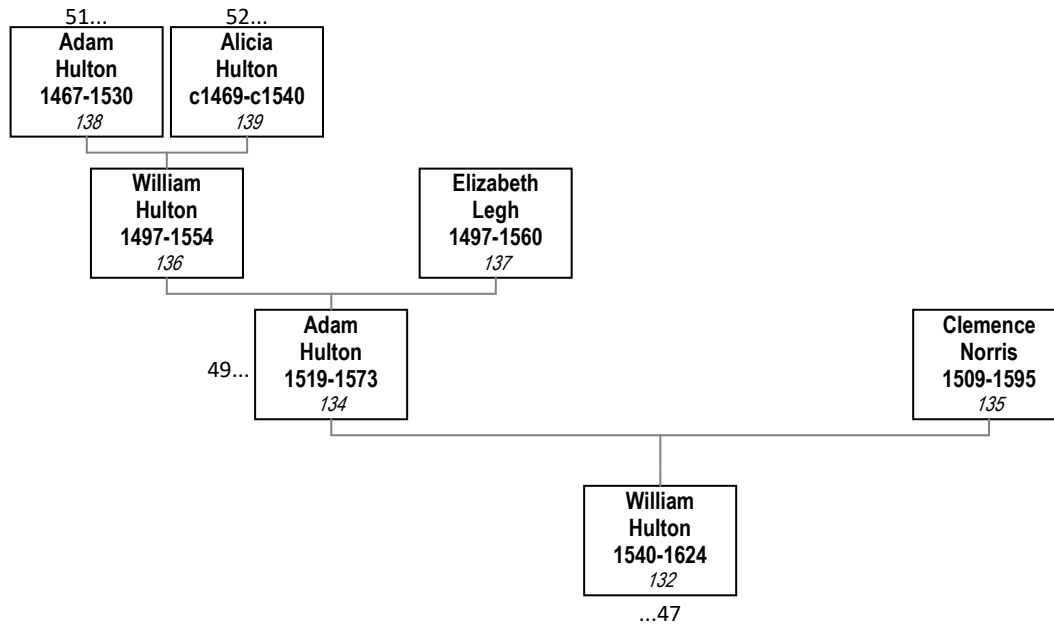 51...
Adam
Hulton
1467-1530
138
52...
Alicia
Hulton
c1469-c1540
139
William
Hulton
1497-1554
136
Elizabeth
Legh
1497-1560
137
49...
Adam
Hulton
1519-1573
134
Clemence
Norris
1509-1595
135
William
Hulton
1540-1624
132
...47